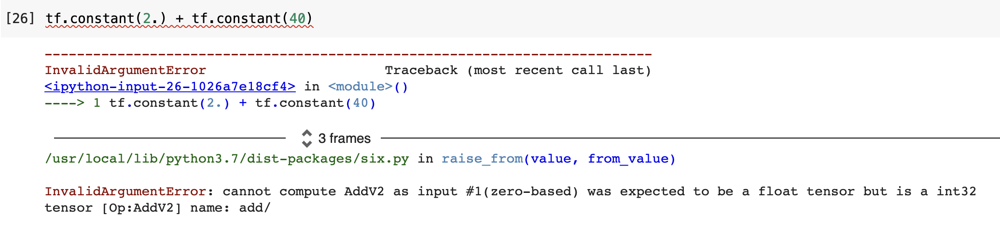 [26] tf.constant(2.) + tf.constant(40)
---------------------------------------------------------------------------
InvalidArgumentError                      Traceback (most recent call last)
<ipython-input-26-1026a7e18cf4> in <module>()
----> 1 tf.constant(2.) + tf.constant(40)
3 frames
/usr/local/lib/python3.7/dist-packages/six.py in raise_from(value, from_value)
InvalidArgumentError: cannot compute AddV2 as input #1(zero-based) was expected to be a float tensor but is a int32
tensor [Op:AddV2] name: add/